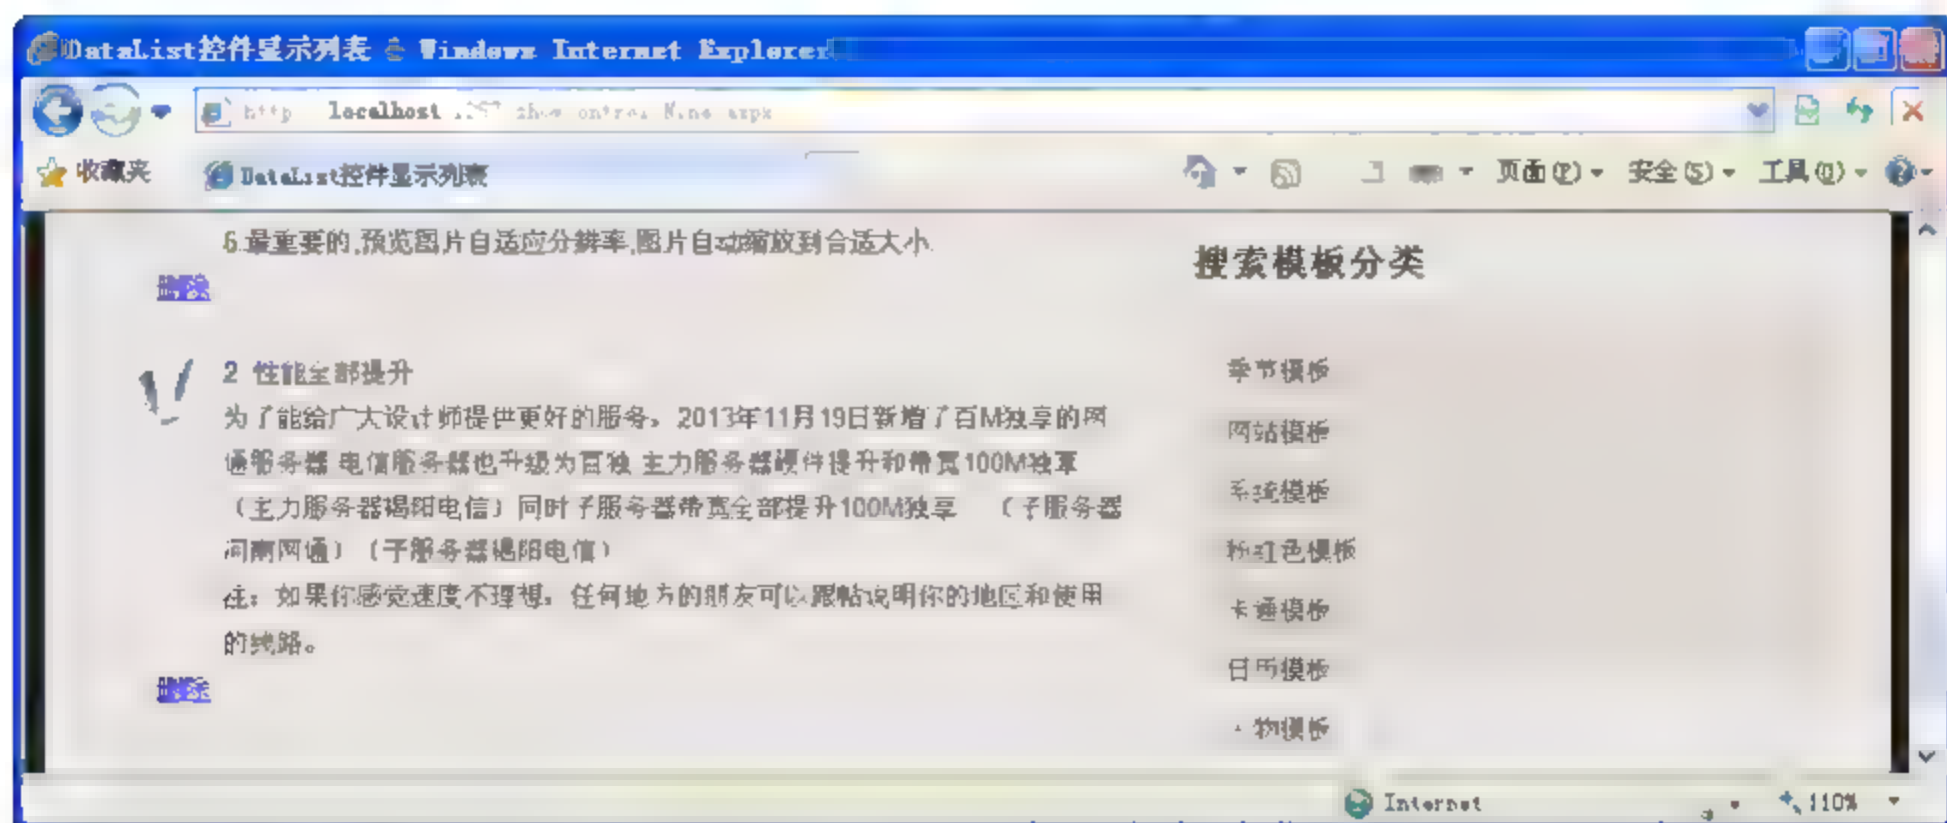 DataList控件显示列表 - Windows Internet Explorer
http localhost
收藏夹
DataList控件显示列表
页面(P)
安全(S)
工具(O)
6.最重要的,预览图片自适应分辨率,图片自动缩放到合适大小.
删除
2 性能全部提升
为了能给广大设计师提供更好的服务，2013年11月19日新增了百M独享的网
通服务器 电信服务器也升级为百独 主力服务器硬件提升和带宽100M独享
（主力服务器揭阳电信）同时子服务器带宽全部提升100M独享 （子服务器
河南网通）（子服务器揭阳电信）
注：如果你感觉速度不理想，任何地方的朋友可以跟帖说明你的地区和使用
的线路。
删除
搜索模板分类
季节模板
网站模板
系统模板
粉红色模板
卡通模板
日历模板
物模板
Internet
110%